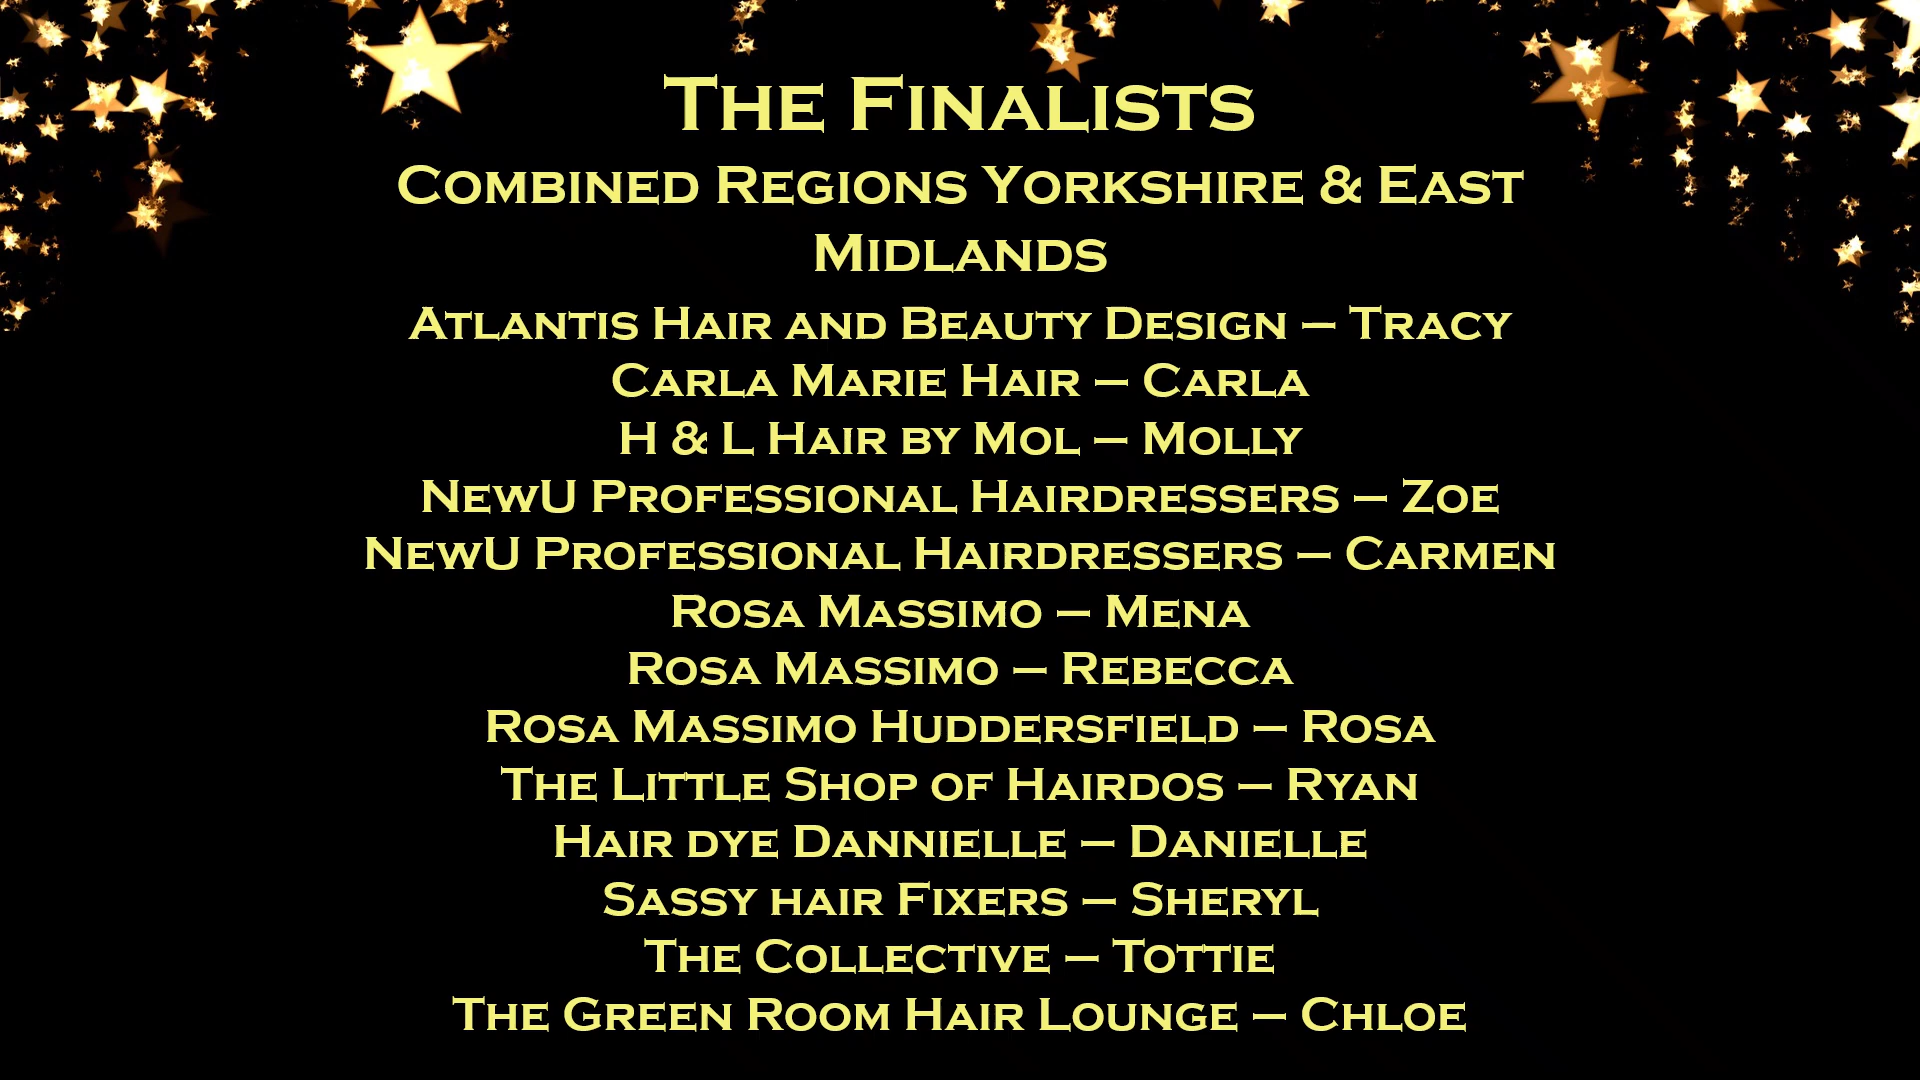 The Finalists
Combined Regions Yorkshire & East
Midlands
Atlantis Hair and Beauty Design – Tracy
Carla Marie Hair – Carla
H & L Hair by Mol – Molly
NewU Professional Hairdressers – Zoe
NewU Professional Hairdressers – Carmen
Rosa Massimo – Mena
Rosa Massimo – Rebecca
Rosa Massimo Huddersfield – Rosa
The Little Shop of Hairdos – Ryan
Hair dye Dannielle – Danielle
Sassy hair Fixers – Sheryl
The Collective – Tottie
The Green Room Hair Lounge – Chloe